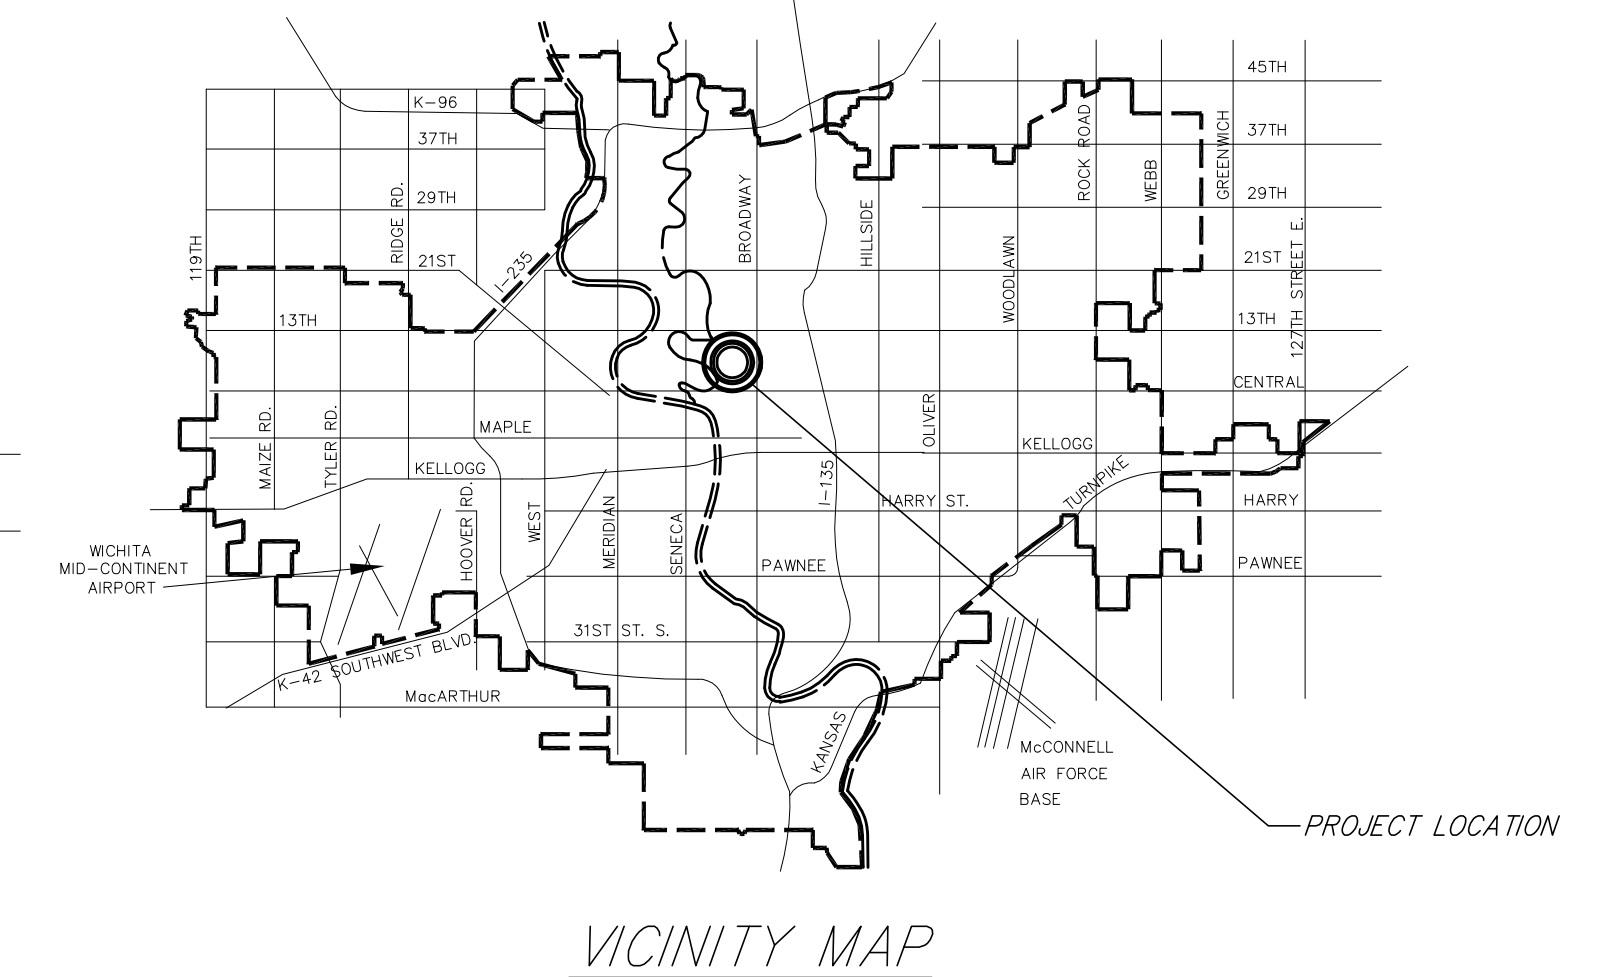 45TH
K-96
37TH
37TH
ROCK ROAD
GREENWICH
WEBB
29TH
29TH
RIDGE RD.
BROADWAY
HILLSIDE
119TH
21ST
I-235
WOODLAWN
21ST
127TH STREET E.
13TH
13TH
CENTRAL
MAIZE RD.
TYLER RD.
MAPLE
OLIVER
KELLOGG
KELLOGG
I-135
TURNPIKE
HOOVER RD.
WEST
MERIDIAN
SENECA
HARRY ST.
HARRY
WICHITA
MID-CONTINENT
AIRPORT
PAWNEE
PAWNEE
31ST ST. S.
K-42 SOUTHWEST BLVD.
MacARTHUR
KANSAS
McCONNELL
AIR FORCE
BASE
PROJECT LOCATION
VICINITY MAP